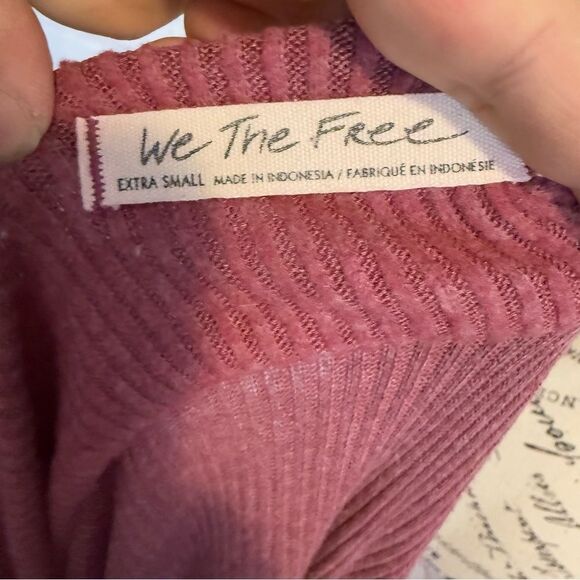 We The Free
EXTRA SMALL MADE IN INDONESIA / FABRIQUÉ EN INDONÉSIE